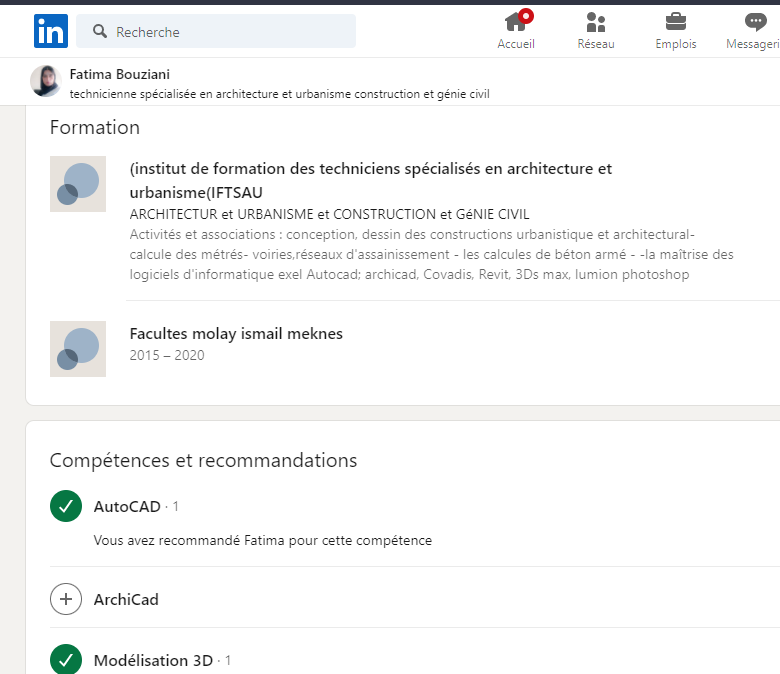 in
Recherche
Accueil
Réseau
Emplois
Messageri
Fatima Bouziani
technicienne spécialisée en architecture et urbanisme construction et génie civil
Formation
(institut de formation des techniciens spécialisés en architecture et
urbanisme(IFTSAU
ARCHITECTUR et URBANISME et CONSTRUCTION et GéNIE CIVIL
Activités et associations : conception, dessin des constructions urbanistique et architectural-
calcule des métrés- voiries,réseaux d'assainissement - les calcules de béton armé - -la maîtrise des
logiciels d'informatique exel Autocad; archicad, Covadis, Revit, 3Ds max, lumion photoshop
Facultes molay ismail meknes
2015 – 2020
Compétences et recommandations
AutoCAD · 1
Vous avez recommandé Fatima pour cette compétence
ArchiCad
Modélisation 3D · 1